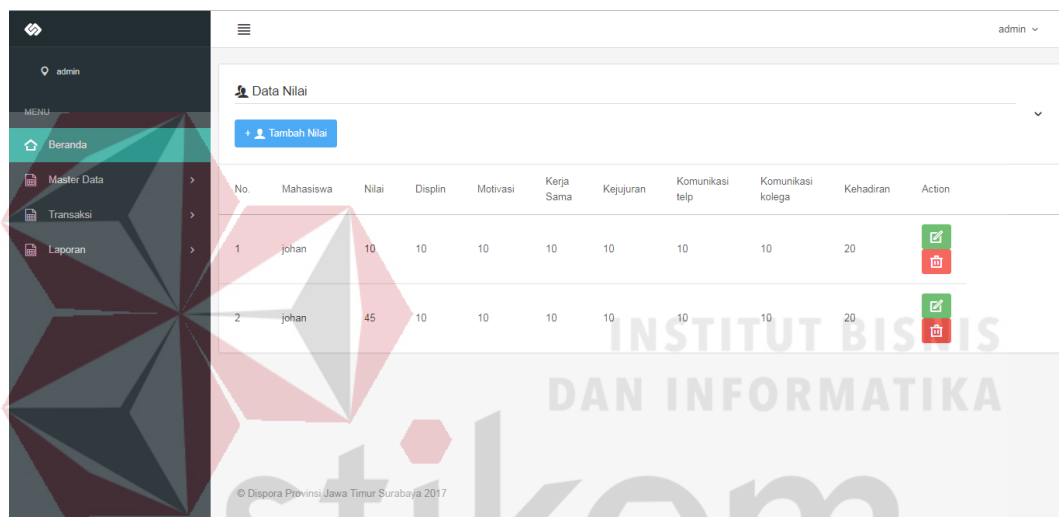 admin
admin
MENU
Beranda
Master Data
Transaksi
Laporan
Data Nilai
+ Tambah Nilai
No. Mahasiswa Nilai Displin Motivasi Kerja Sama Kejujuran Komunikasi telp Komunikasi kolega Kehadiran Action
1 johan 10 10 10 10 10 10 10 20
2 johan 45 10 10 10 10 10 10 20
INSTITUT BISNIS
DAN INFORMATIKA
stikom
© Dispora Provinsi Jawa Timur Surabaya 2017